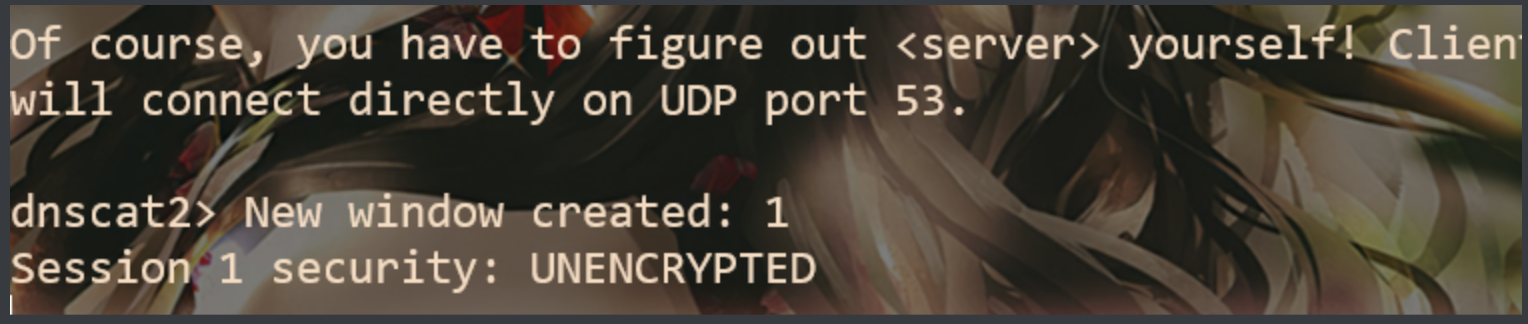 Of course, you have to figure out <server> yourself! Clien
will connect directly on UDP port 53.
dnscat2> New window created: 1
Session 1 security: UNENCRYPTED